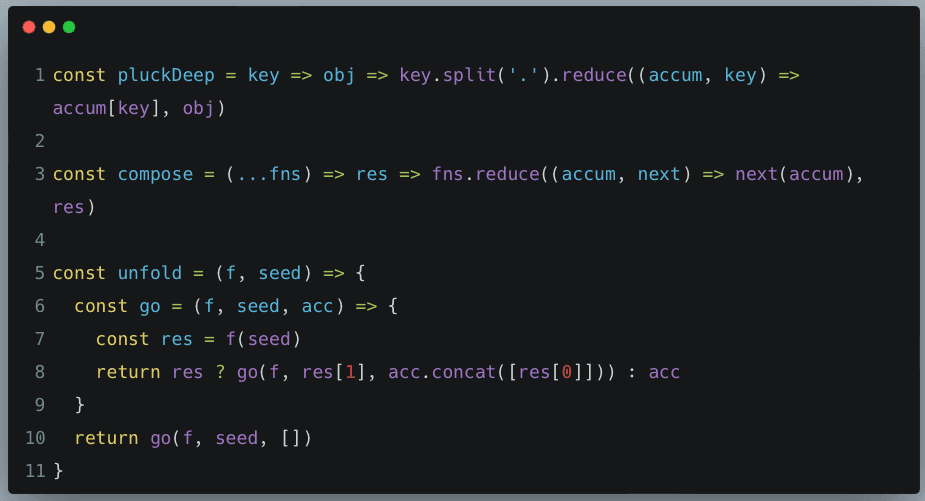 1 const pluckDeep = key => obj => key.split('.').reduce((accum, key) =>
accum[key], obj)
2
3 const compose = (...fns) => res => fns.reduce((accum, next) => next(accum),
res)
4
5 const unfold = (f, seed) => {
6   const go = (f, seed, acc) => {
7     const res = f(seed)
8     return res ? go(f, res[1], acc.concat([res[0]])) : acc
9   }
10   return go(f, seed, [])
11 }